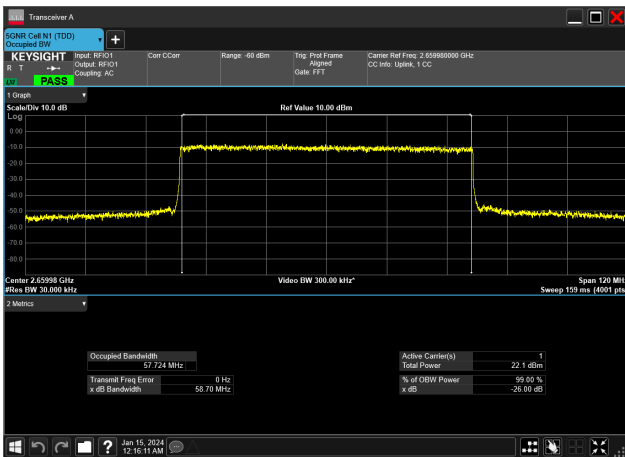 Transceiver A
5GNR Cell N1 (TDD)
Occupied BW
KEYSIGHT
R T
LXI
PASS
Input: RFIO1
Output: RFIO1
Coupling: AC
Corr CCorr
Range: -60 dBm
Trig: Prot Frame
Aligned
Gate: FFT
Carrier Ref Freq: 2.659980000 GHz
CC Info: Uplink, 1 CC
1 Graph
Scale/Div 10.0 dB
Ref Value 10.00 dBm
Log
0.00
-10.0
-20.0
-30.0
-40.0
-50.0
-60.0
-70.0
-80.0
Center 2.65998 GHz
#Res BW 30.000 kHz
Video BW 300.00 kHz*
Span 120 MHz
Sweep 159 ms (4001 pts
2 Metrics
Occupied Bandwidth
57.724 MHz
Transmit Freq Error 0 Hz
x dB Bandwidth 58.70 MHz
Active Carrier(s) 1
Total Power 22.1 dBm
% of OBW Power 99.00 %
x dB -26.00 dB
?
Jan 15, 2024
12:16:11 AM